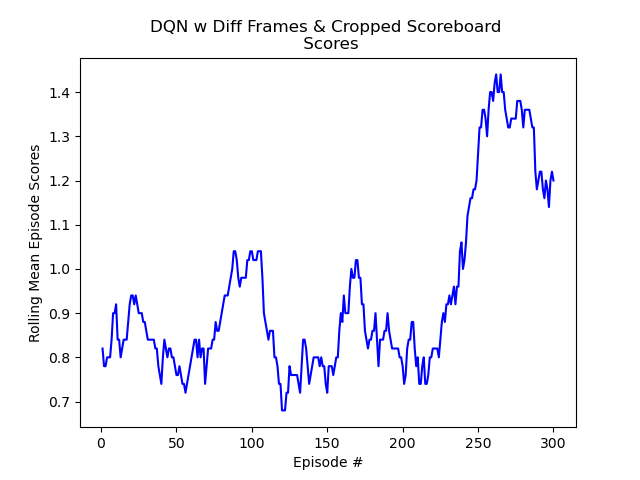 DQN w Diff Frames & Cropped Scoreboard
Scores
Rolling Mean Episode Scores
1.4
1.3
1.2
1.1
1.0
0.9
0.8
0.7
0 50 100 150 200 250 300
Episode #